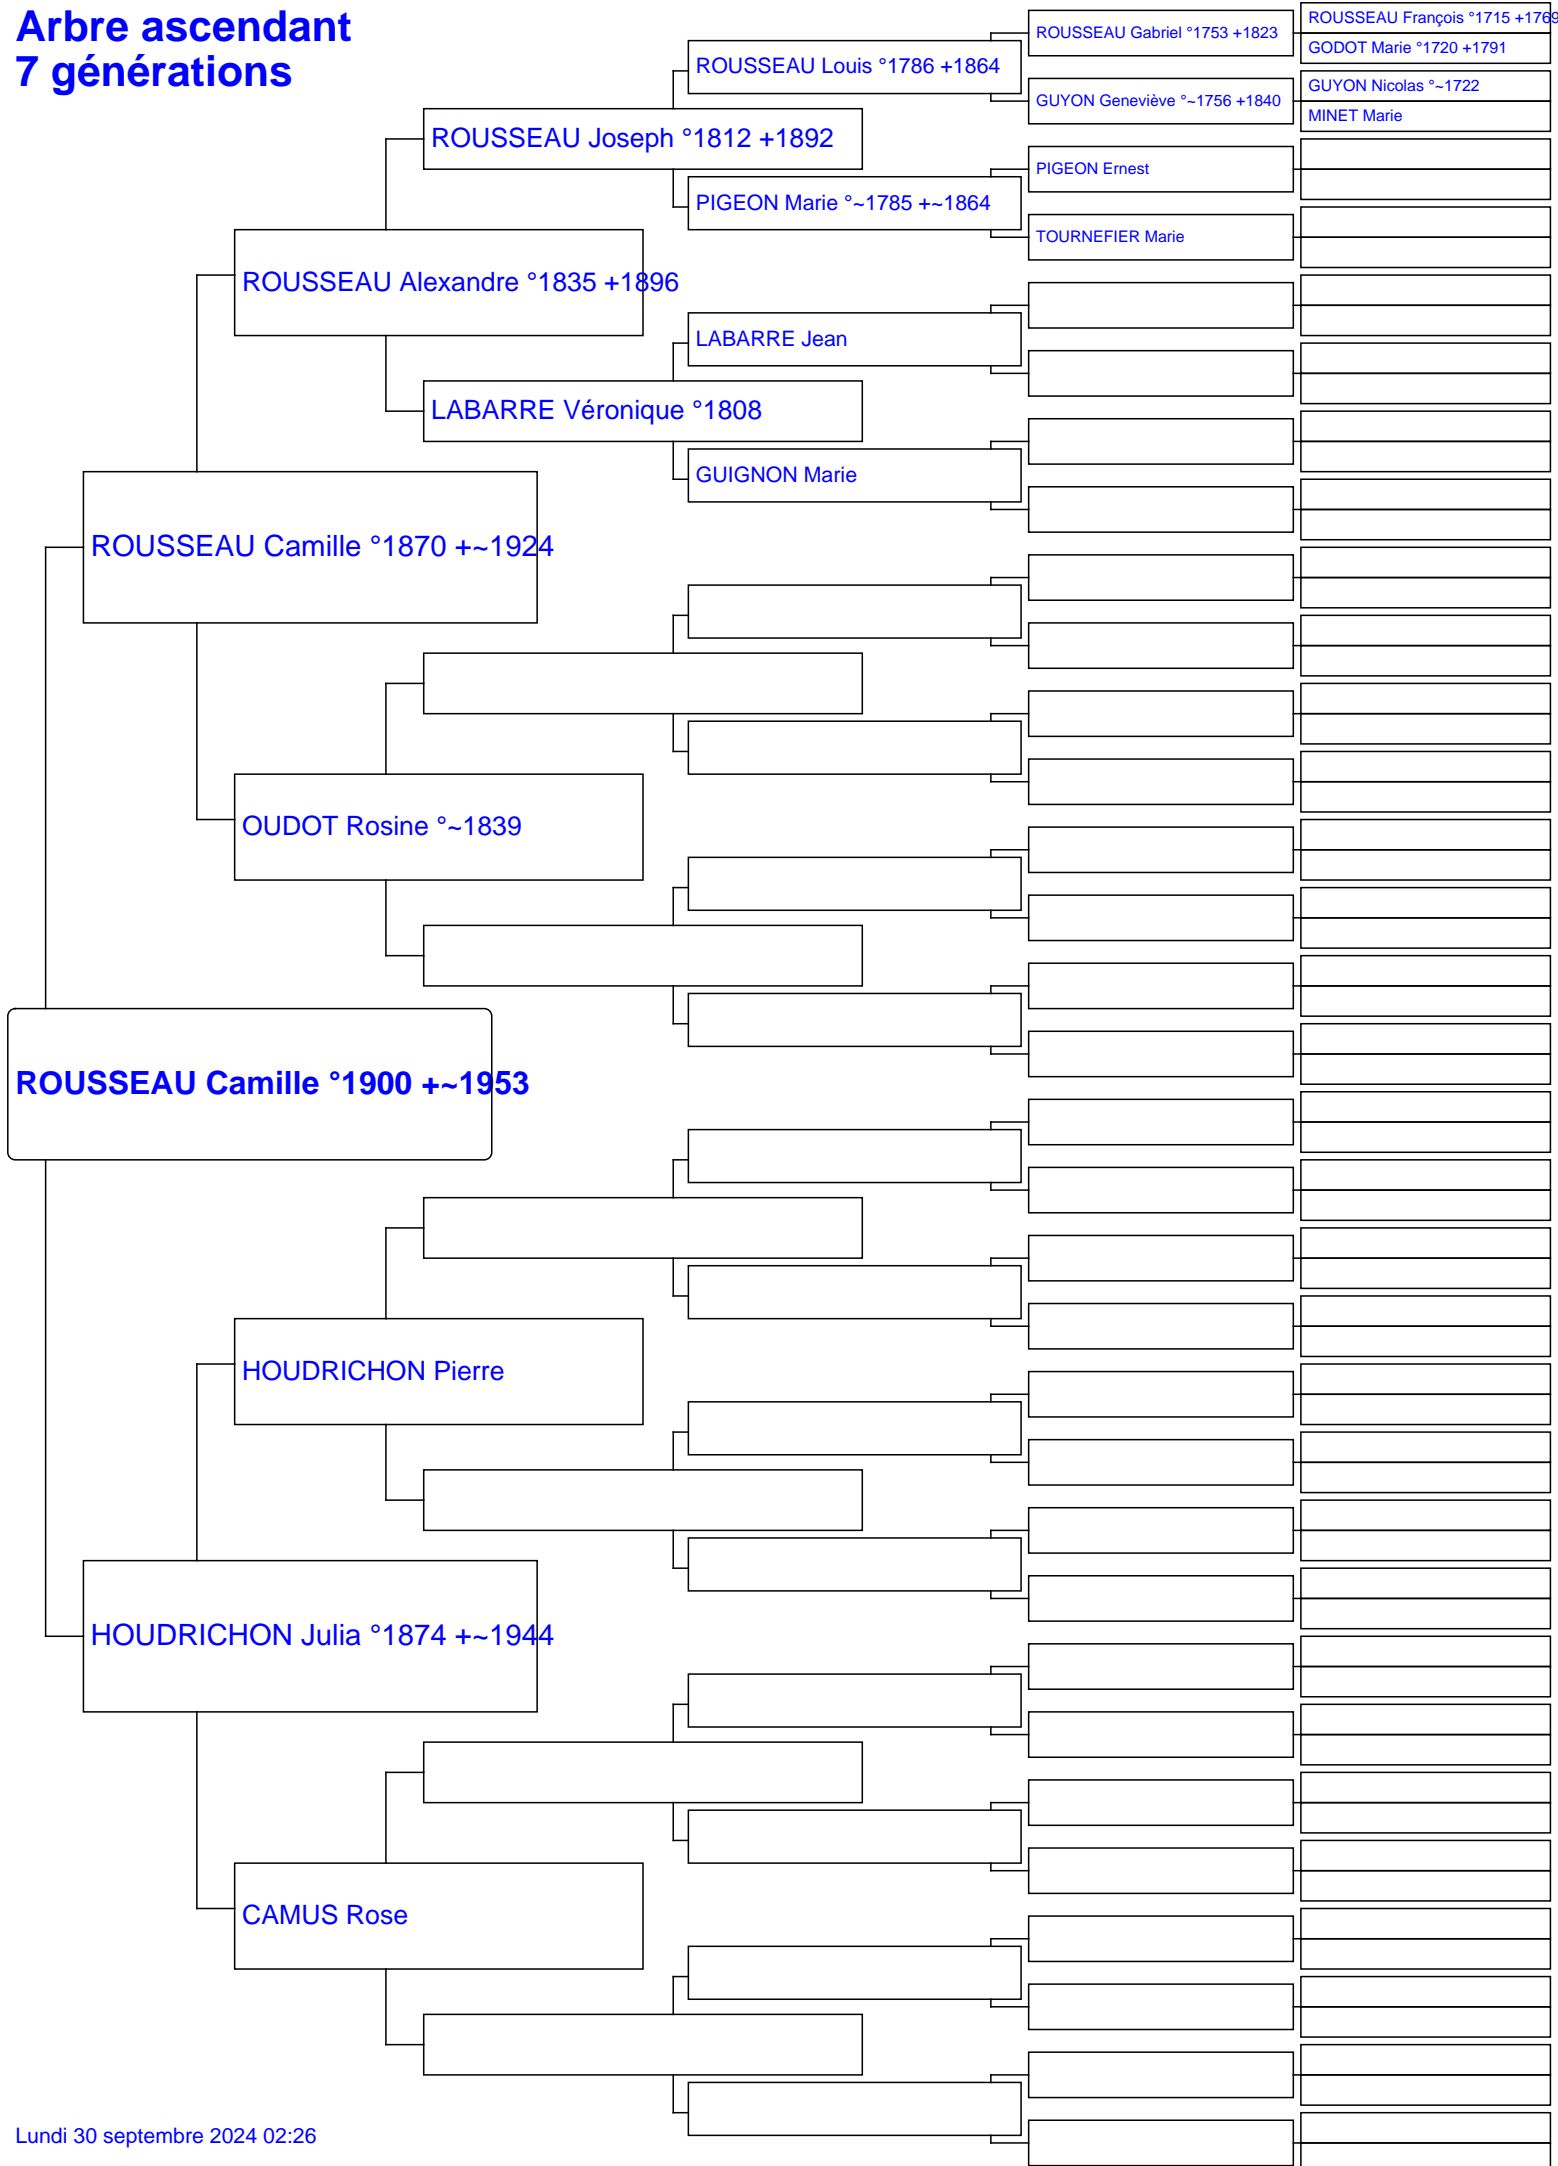 Arbre ascendant
7 générations
ROUSSEAU Camille °1900 +~1953
ROUSSEAU Camille °1870 +~1924
HOUDRICHON Julia °1874 +~1944
ROUSSEAU Alexandre °1835 +1896
OUDOT Rosine °~1839
HOUDRICHON Pierre
CAMUS Rose
ROUSSEAU Joseph °1812 +1892
LABARRE Véronique °1808
ROUSSEAU Louis °1786 +1864
PIGEON Marie °~1785 +~1864
LABARRE Jean
GUIGNON Marie
ROUSSEAU Gabriel °1753 +1823
GUYON Geneviève °~1756 +1840
PIGEON Ernest
TOURNEFIER Marie
ROUSSEAU François °1715 +1769
GODOT Marie °1720 +1791
GUYON Nicolas °~1722
MINET Marie
Lundi 30 septembre 2024 02:26